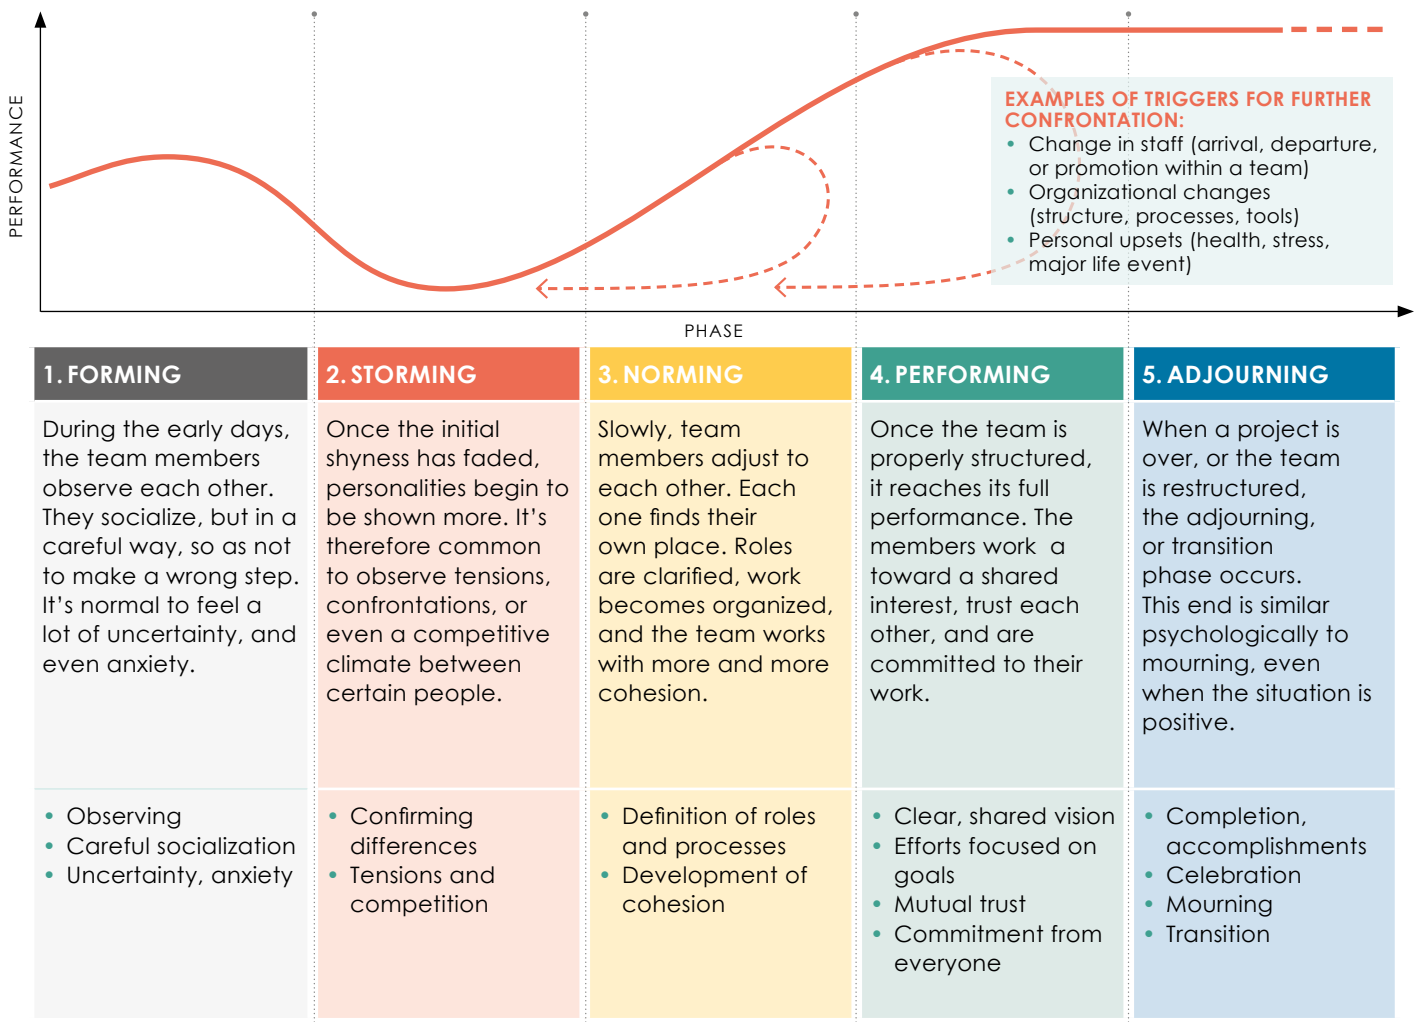 PERFORMANCE
EXAMPLES OF TRIGGERS FOR FURTHER
CONFRONTATION:
• Change in staff (arrival, departure,
or promotion within a team)
• Organizational changes
(structure, processes, tools)
• Personal upsets (health, stress,
major life event)
PHASE
1. FORMING
During the early days,
the team members
observe each other.
They socialize, but in a
careful way, so as not
to make a wrong step.
It’s normal to feel a
lot of uncertainty, and
even anxiety.
• Observing
• Careful socialization
• Uncertainty, anxiety
2. STORMING
Once the initial
shyness has faded,
personalities begin to
be shown more. It’s
therefore common
to observe tensions,
confrontations, or
even a competitive
climate between
certain people.
• Confirming
differences
• Tensions and
competition
3. NORMING
Slowly, team
members adjust to
each other. Each
one finds their
own place. Roles
are clarified, work
becomes organized,
and the team works
with more and more
cohesion.
• Definition of roles
and processes
• Development of
cohesion
4. PERFORMING
Once the team is
properly structured,
it reaches its full
performance. The
members work  a
toward a shared
interest, trust each
other, and are
committed to their
work.
• Clear, shared vision
• Efforts focused on
goals
• Mutual trust
• Commitment from
everyone
5. ADJOURNING
When a project is
over, or the team
is restructured,
the adjourning,
or transition
phase occurs.
This end is similar
psychologically to
mourning, even
when the situation is
positive.
• Completion,
accomplishments
• Celebration
• Mourning
• Transition